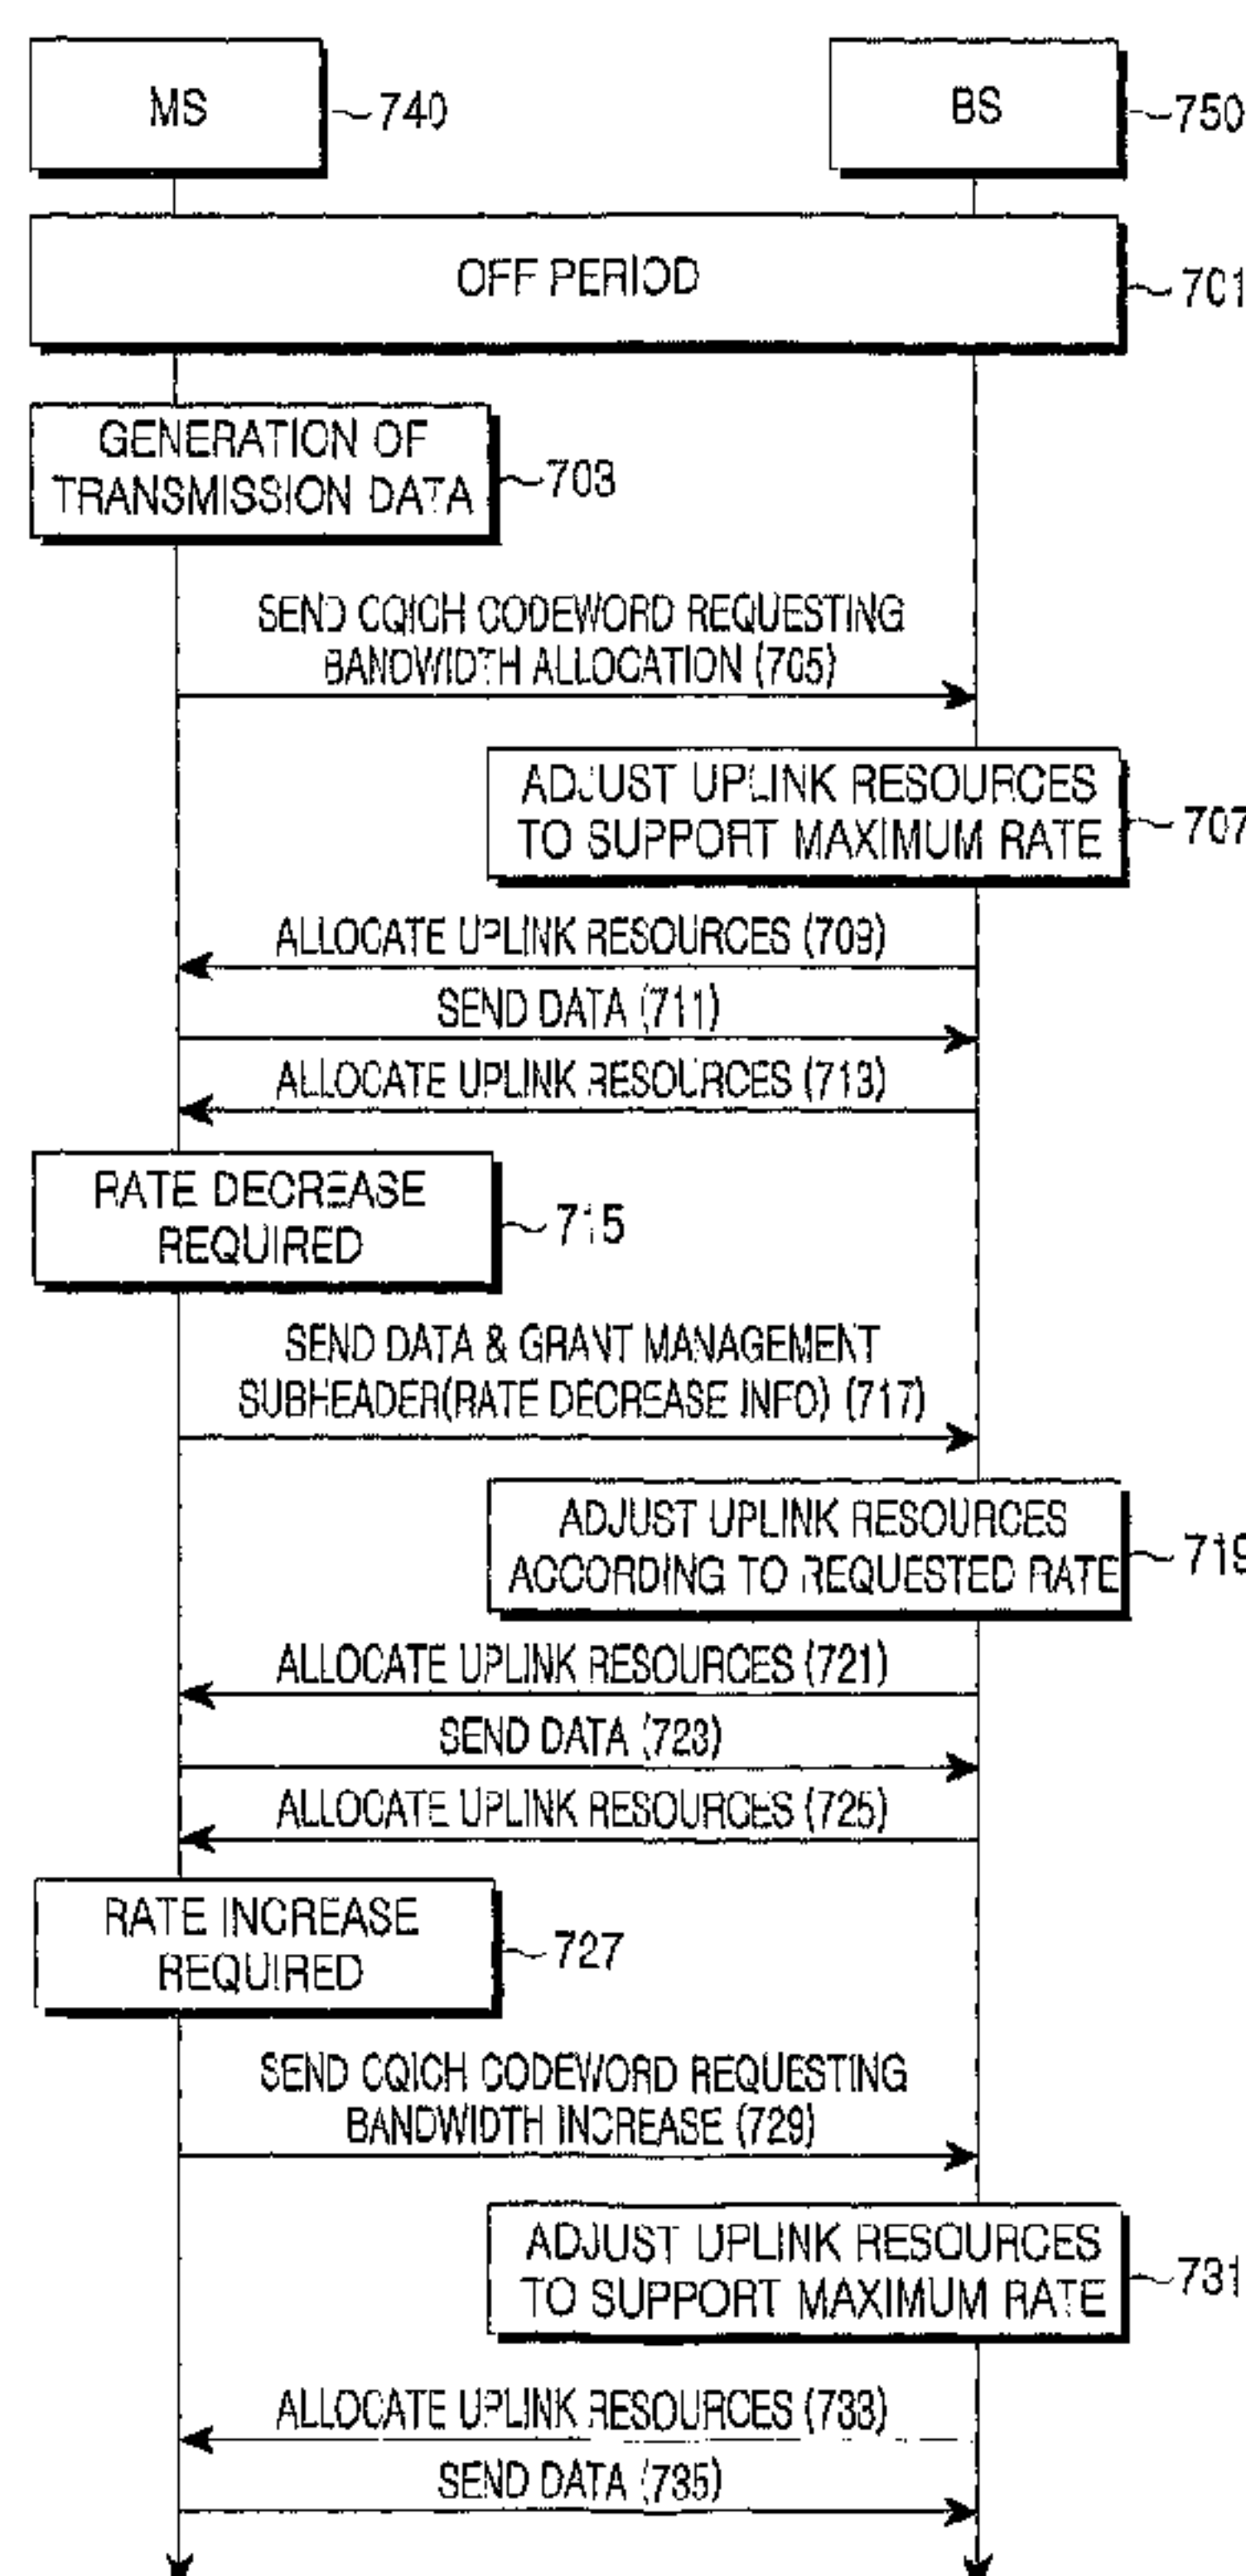 MS
740
BS
750
OFF PERIOD
701
GENERATION OF
TRANSMISSION DATA
703
SEND CQICH CODEWORD REQUESTING
BANDWIDTH ALLOCATION (705)
ADJUST UPLINK RESOURCES
TO SUPPORT MAXIMUM RATE
707
ALLOCATE UPLINK RESOURCES (709)
SEND DATA (711)
ALLOCATE UPLINK RESOURCES (713)
RATE DECREASE
REQUIRED
715
SEND DATA & GRANT MANAGEMENT
SUBHEADER(RATE DECREASE INFO) (717)
ADJUST UPLINK RESOURCES
ACCORDING TO REQUESTED RATE
719
ALLOCATE UPLINK RESOURCES (721)
SEND DATA (723)
ALLOCATE UPLINK RESOURCES (725)
RATE INCREASE
REQUIRED
727
SEND CQICH CODEWORD REQUESTING
BANDWIDTH INCREASE (729)
ADJUST UPLINK RESOURCES
TO SUPPORT MAXIMUM RATE
731
ALLOCATE UPLINK RESOURCES (733)
SEND DATA (735)